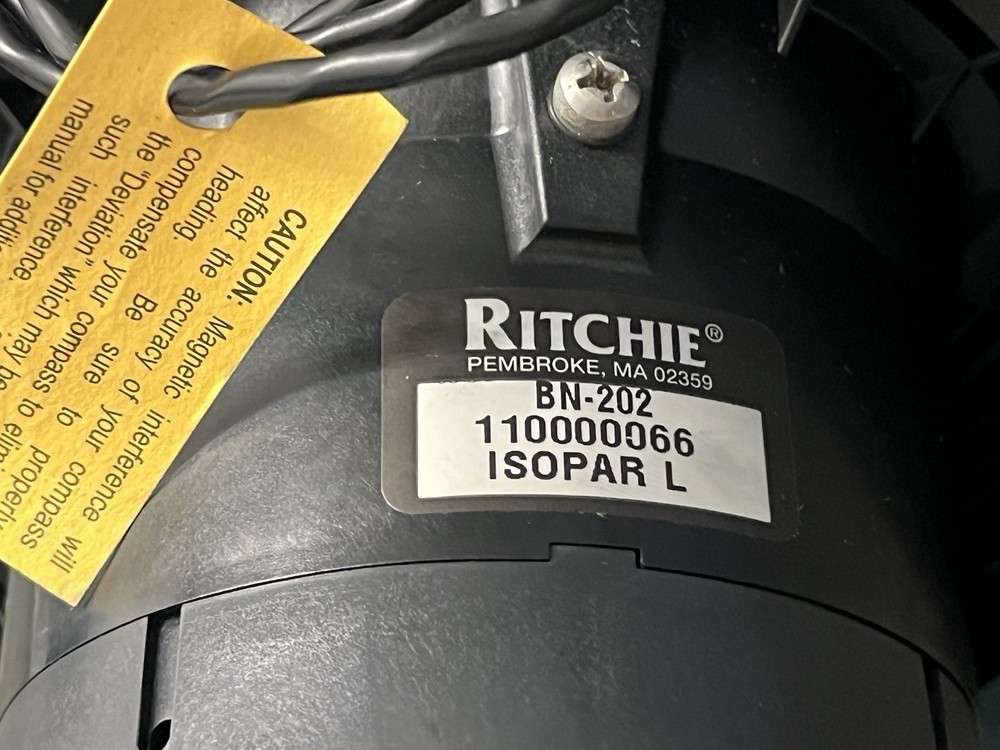 CAUTION: Magnetic interference will
affect the accuracy of your compass
heading. Be sure to properly
compensate your compass to
the "Deviation" which may be
such interference.
manual for
RITCHIE®
PEMBROKE, MA 02359
BN-202
110000066
ISOPAR L